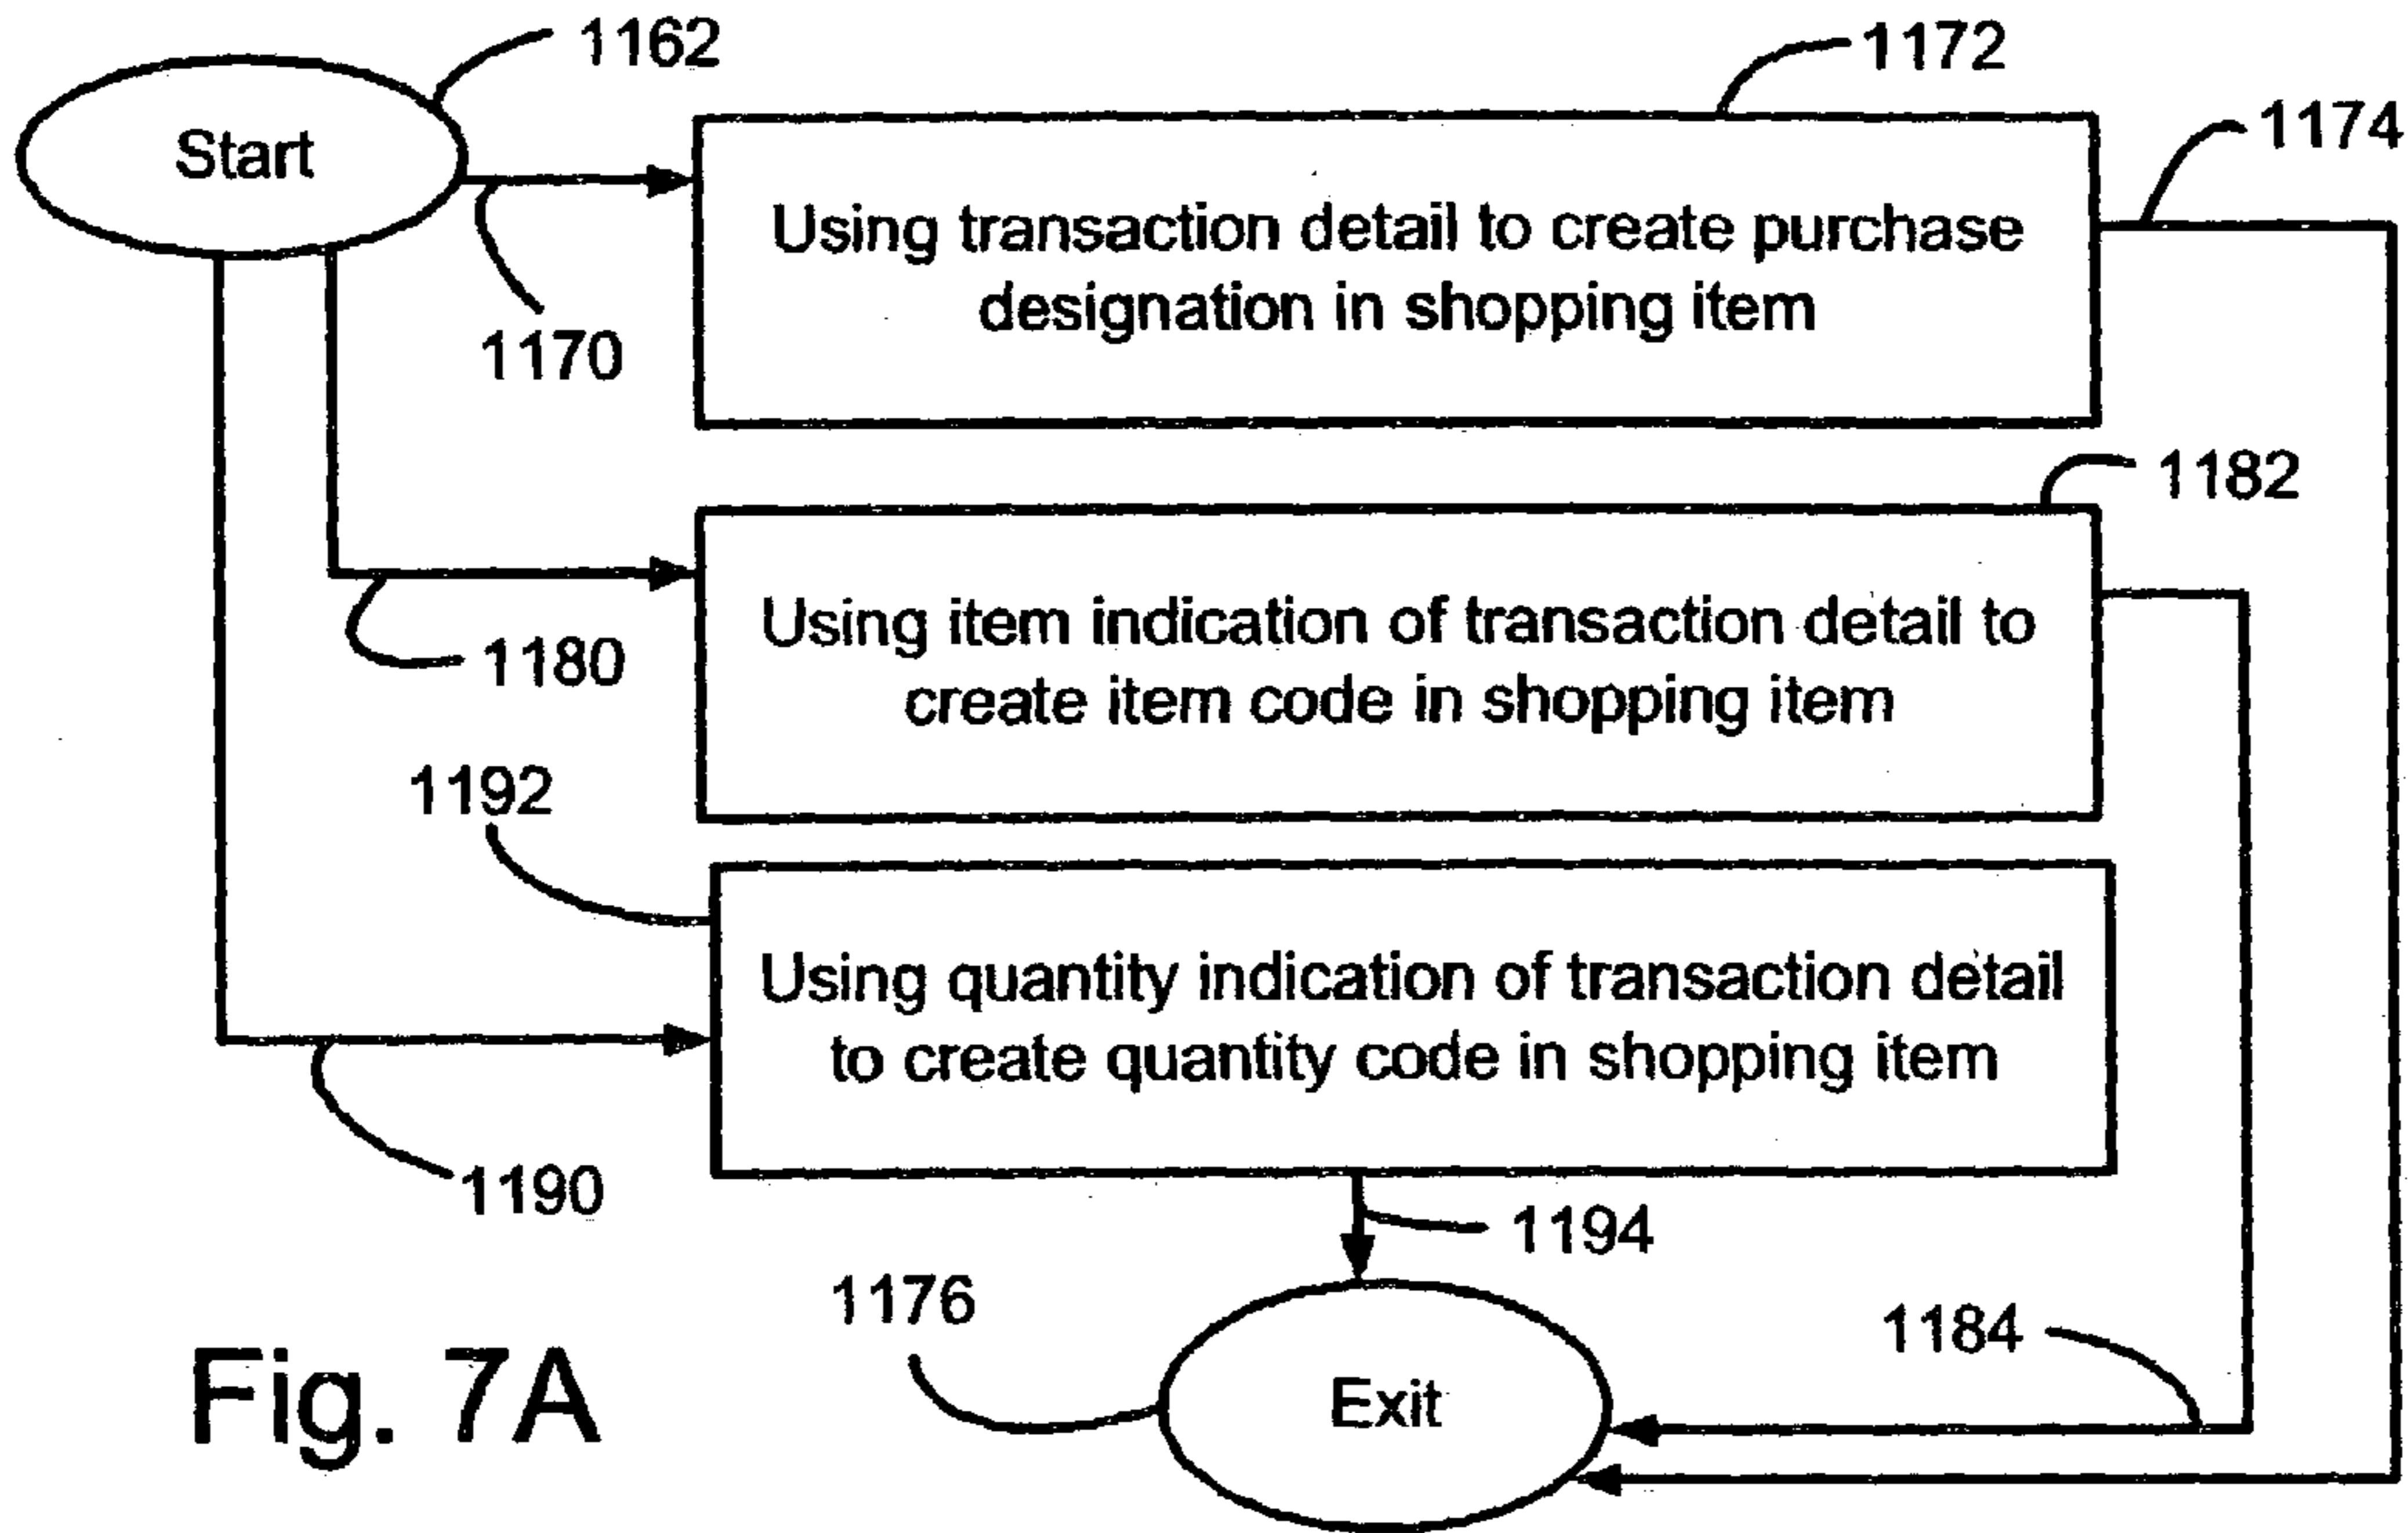 1162
1172
Start
1174
Using transaction detail to create purchase
designation in shopping item
1170
1182
Using item indication of transaction detail to
create item code in shopping item
1180
1192
Using quantity indication of transaction detail
to create quantity code in shopping item
1190
1194
1176
1184
Exit
Fig. 7A